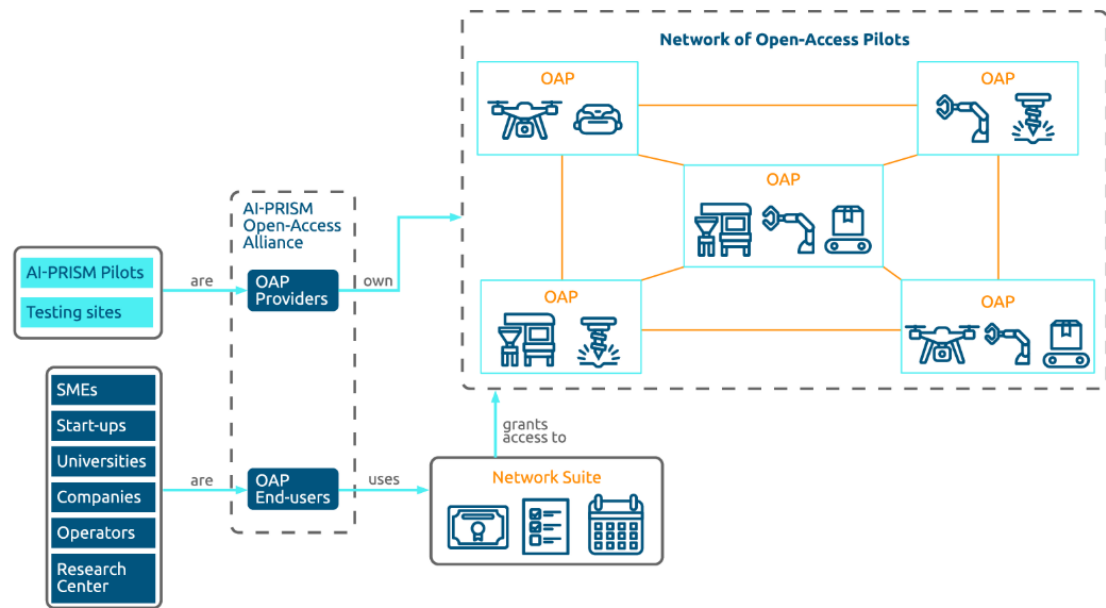 Network of Open-Access Pilots
OAP
OAP
OAP
OAP
OAP
AI-PRISM
Open-Access
Alliance
AI-PRISM Pilots
Testing sites
are
OAP
Providers
own
SMEs
Start-ups
Universities
Companies
Operators
Research
Center
are
OAP
End-users
uses
grants
access to
Network Suite